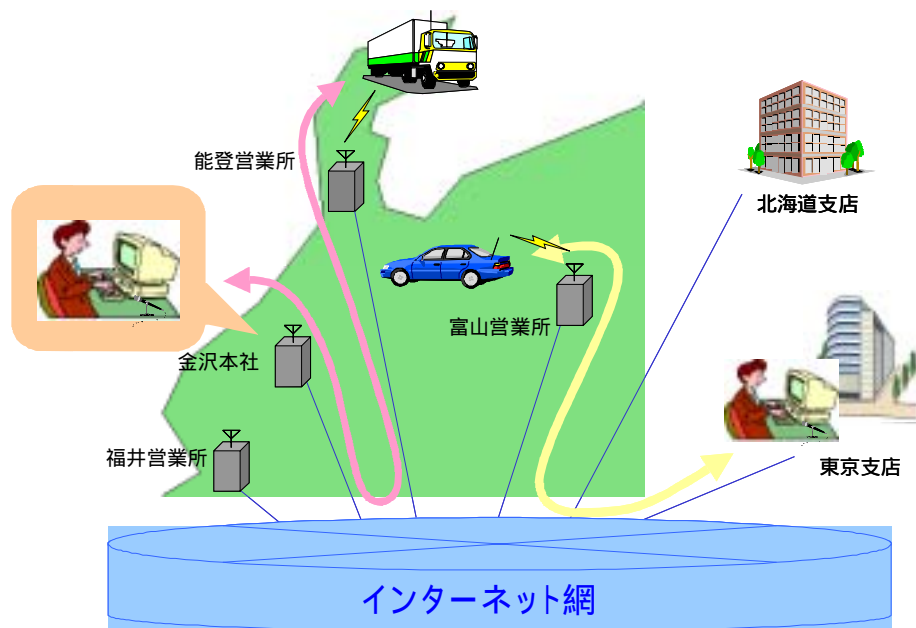 能登営業所
北海道支店
富山営業所
金沢本社
福井営業所
東京支店
インターネット網